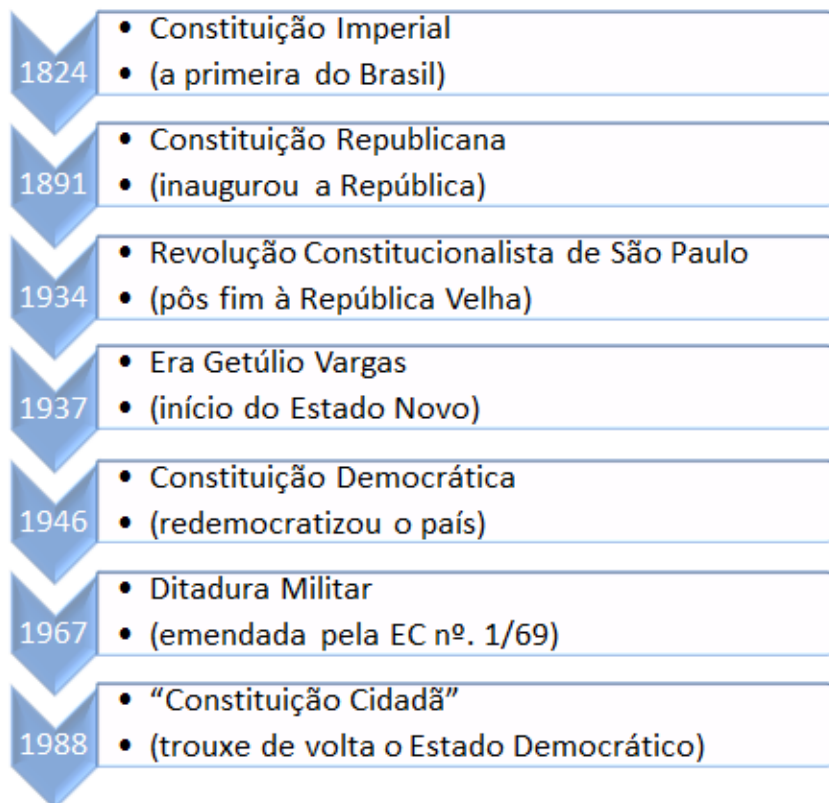 1824
• Constituição Imperial
• (a primeira do Brasil)
1891
• Constituição Republicana
• (inaugurou a República)
1934
• Revolução Constitucionalista de São Paulo
• (pôs fim à República Velha)
1937
• Era Getúlio Vargas
• (início do Estado Novo)
1946
• Constituição Democrática
• (redemocratizou o país)
1967
• Ditadura Militar
• (emendada pela EC nº. 1/69)
1988
• “Constituição Cidadã”
• (trouxe de volta o Estado Democrático)